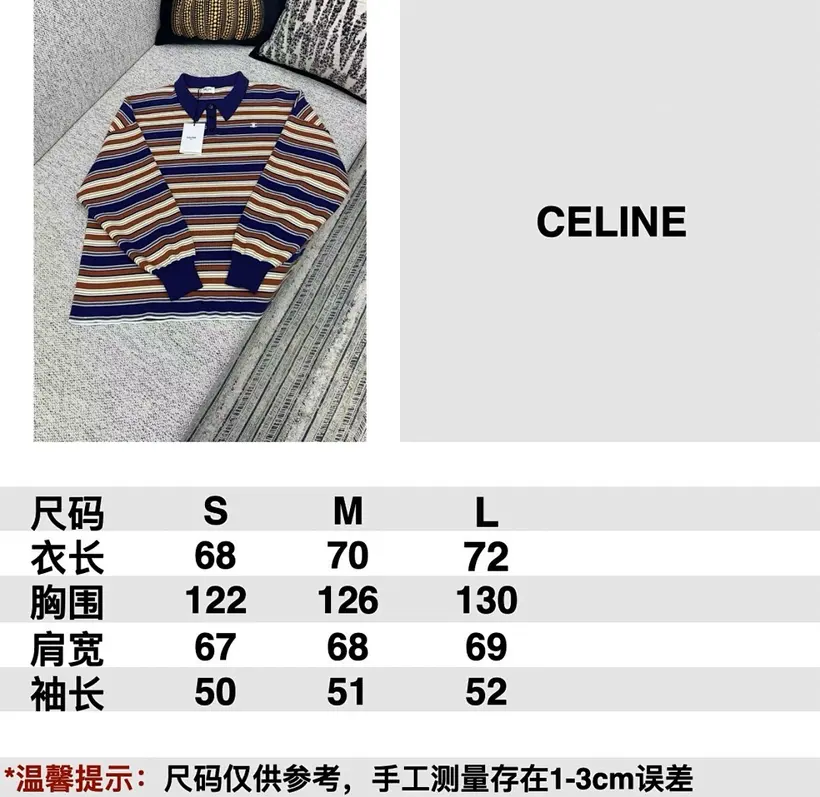 CELINE
尺码 S M L
衣长 68 70 72
胸围 122 126 130
肩宽 67 68 69
袖长 50 51 52
*温馨提示：尺码仅供参考，手工测量存在1-3cm误差